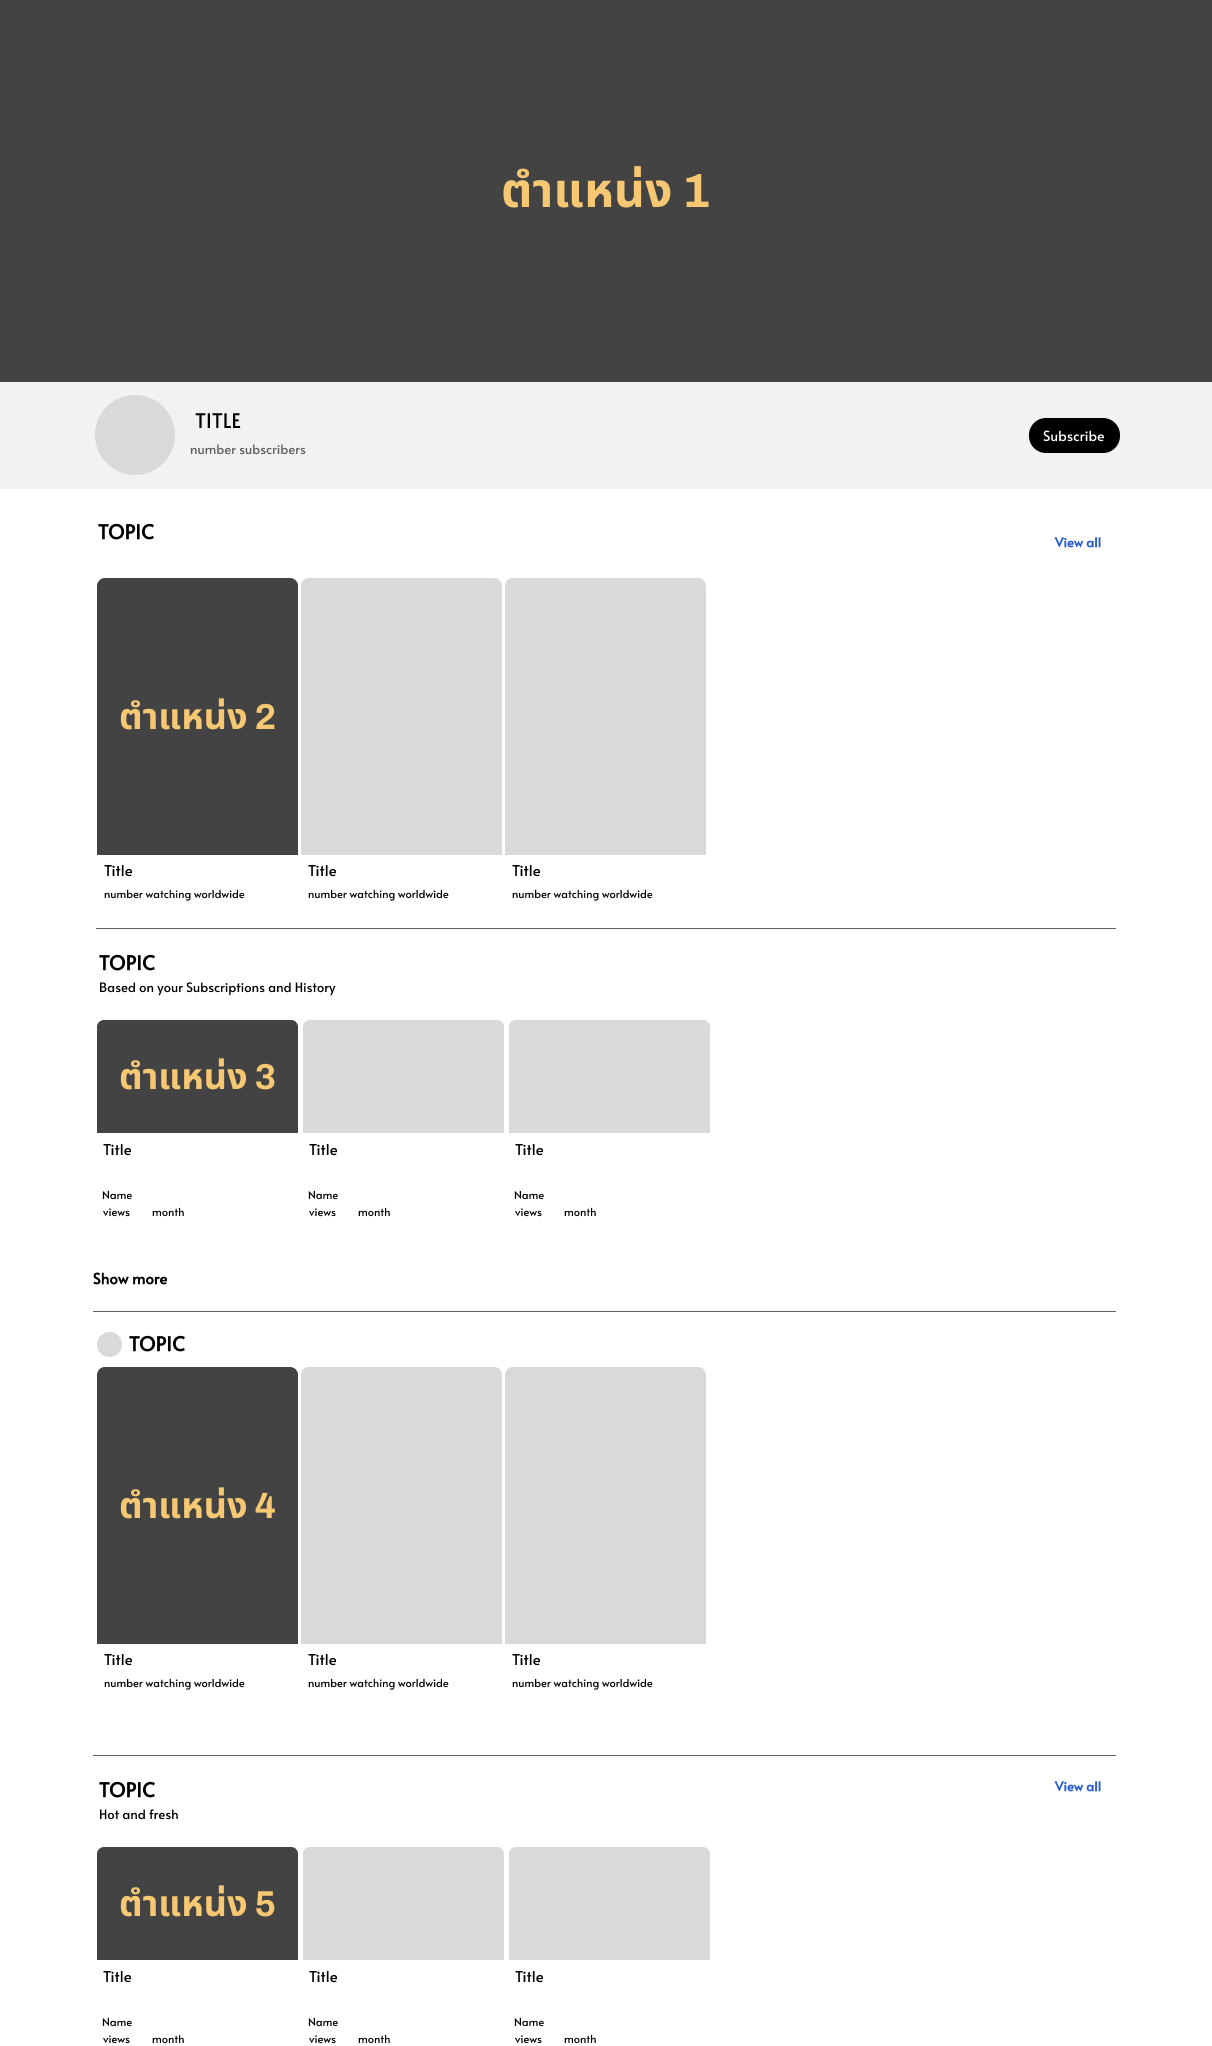 ตำแหน่ง 1
TITLE
number subscribers
Subscribe
TOPIC
View all
ตำแหน่ง 2
Title Title Title
number watching worldwide number watching worldwide number watching worldwide
TOPIC
Based on your Subscriptions and History
ตำแหน่ง 3
Title Title Title
Name Name Name
views month views month views month
Show more
TOPIC
ตำแหน่ง 4
Title Title Title
number watching worldwide number watching worldwide number watching worldwide
TOPIC
View all
Hot and fresh
ตำแหน่ง 5
Title Title Title
Name Name Name
views month views month views month